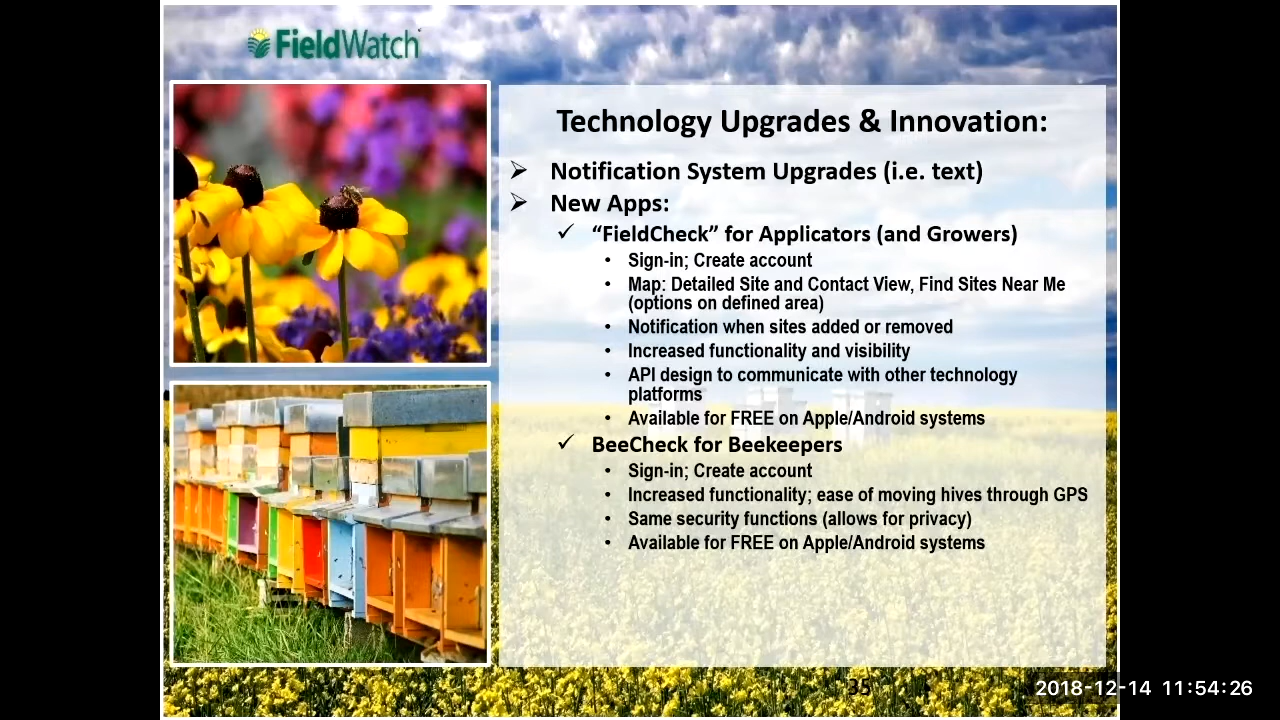 FieldWatch
Technology Upgrades & Innovation:
➢ Notification System Upgrades (i.e. text)
➢ New Apps:
✓ “FieldCheck” for Applicators (and Growers)
• Sign-in; Create account
• Map: Detailed Site and Contact View, Find Sites Near Me
(options on defined area)
• Notification when sites added or removed
• Increased functionality and visibility
• API design to communicate with other technology
platforms
• Available for FREE on Apple/Android systems
✓ BeeCheck for Beekeepers
• Sign-in; Create account
• Increased functionality; ease of moving hives through GPS
• Same security functions (allows for privacy)
• Available for FREE on Apple/Android systems
35
2018-12-14 11:54:26